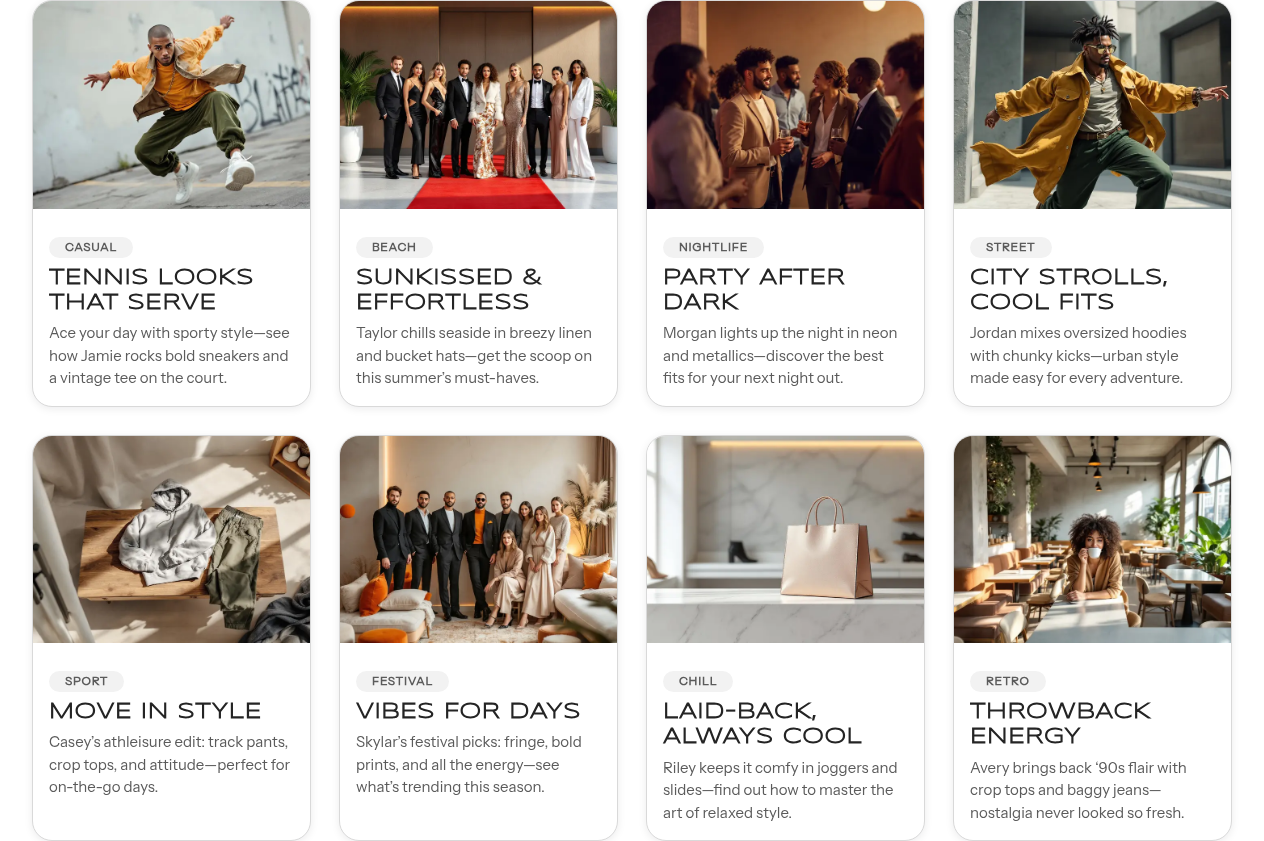 CASUAL
TENNIS LOOKS
THAT SERVE
Ace your day with sporty style—see
how Jamie rocks bold sneakers and
a vintage tee on the court.
BEACH
SUNKISSED &
EFFORTLESS
Taylor chills seaside in breezy linen
and bucket hats—get the scoop on
this summer’s must-haves.
NIGHTLIFE
PARTY AFTER
DARK
Morgan lights up the night in neon
and metallics—discover the best
fits for your next night out.
STREET
CITY STROLLS,
COOL FITS
Jordan mixes oversized hoodies
with chunky kicks—urban style
made easy for every adventure.
SPORT
MOVE IN STYLE
Casey’s athleisure edit: track pants,
crop tops, and attitude—perfect for
on-the-go days.
FESTIVAL
VIBES FOR DAYS
Skylar’s festival picks: fringe, bold
prints, and all the energy—see
what’s trending this season.
CHILL
LAID-BACK,
ALWAYS COOL
Riley keeps it comfy in joggers and
slides—find out how to master the
art of relaxed style.
RETRO
THROWBACK
ENERGY
Avery brings back ‘90s flair with
crop tops and baggy jeans—
nostalgia never looked so fresh.